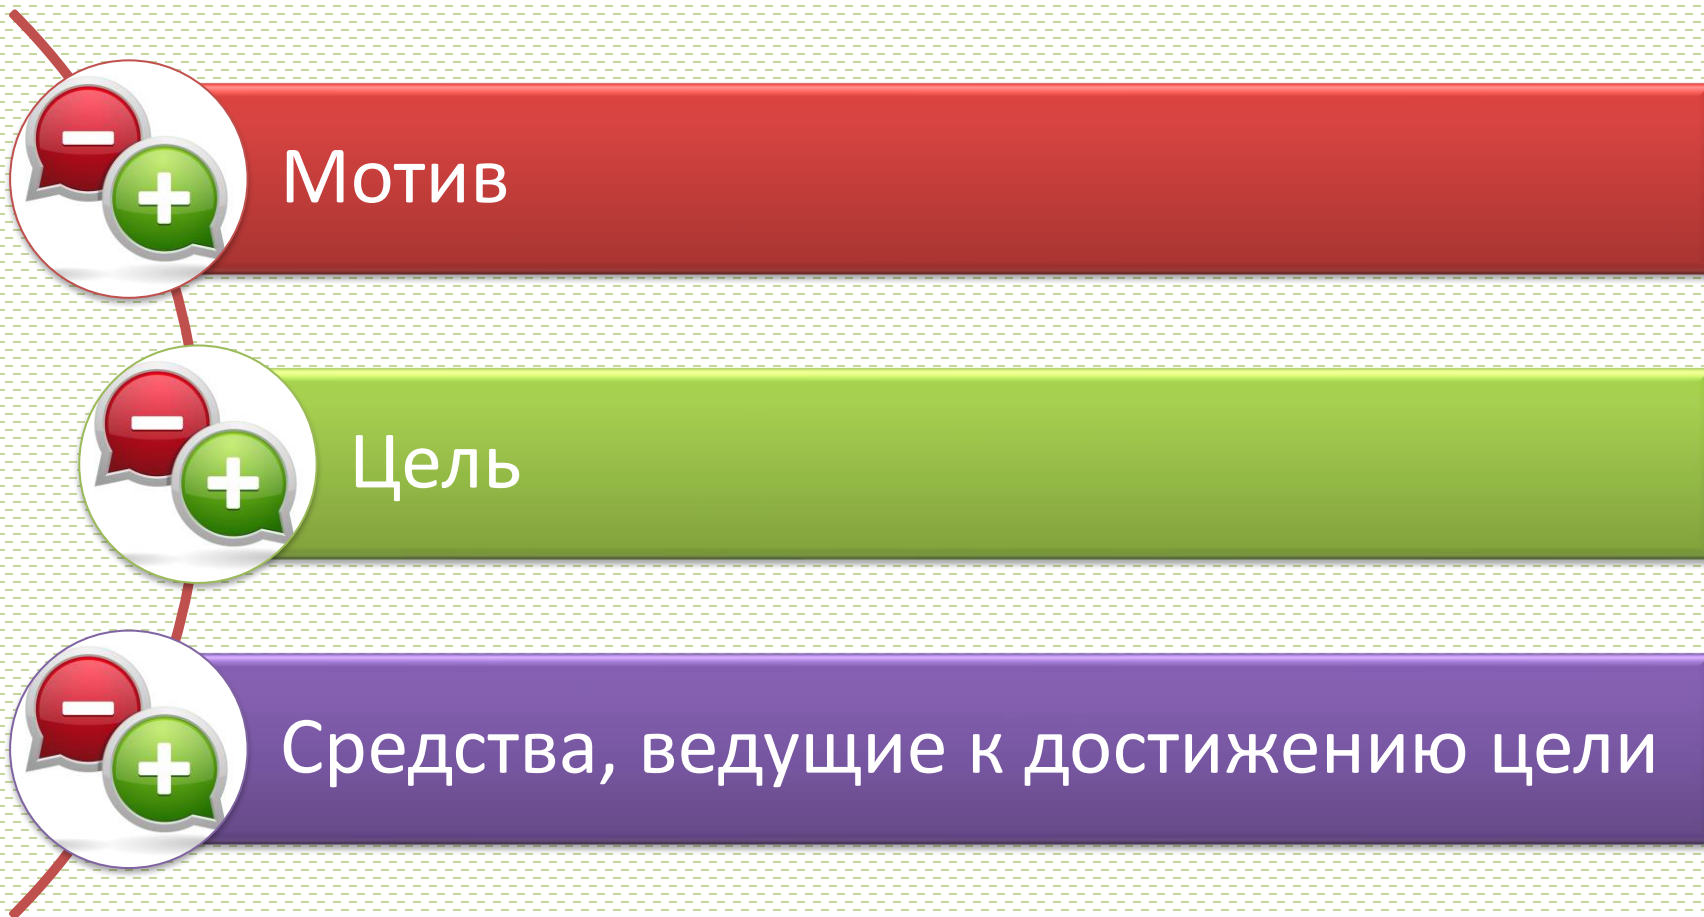 Мотив
Цель
Средства, ведущие к достижению цели